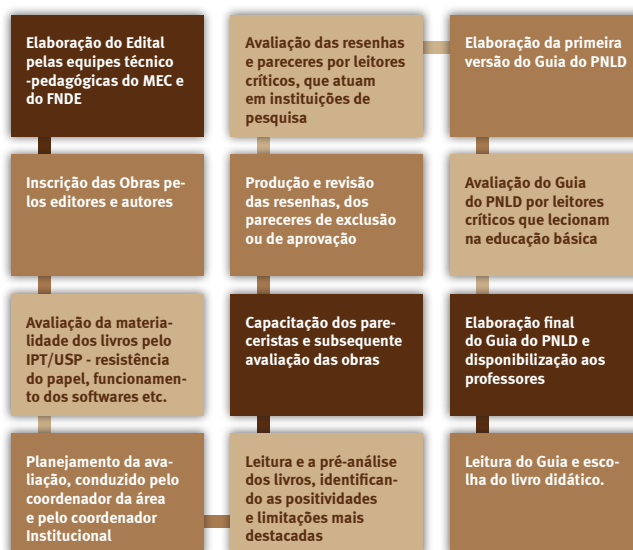 Elaboração do Edital
pelas equipes técnico
-pedagógicas do MEC e
do FNDE
Inscrição das Obras pe-
los editores e autores
Avaliação da materia-
lidade dos livros pelo
IPT/USP - resistência
do papel, funcionamen-
to dos softwares etc.
Planejamento da ava-
liação, conduzido pelo
coordenador da área
e pelo coordenador
Institucional
Leitura e a pré-análise
dos livros, identifican-
do as positividades
e limitações mais
destacadas
Capacitação dos pare-
ceristas e subsequente
avaliação das obras
Produção e revisão
das resenhas, dos
pareceres de exclusão
ou de aprovação
Avaliação das resenhas
e pareceres por leitores
críticos, que atuam
em instituições de
pesquisa
Elaboração da primeira
versão do Guia do PNLD
Avaliação do Guia
do PNLD por leitores
críticos que lecionam
na educação básica
Elaboração final
do Guia do PNLD e
disponibilização aos
professores
Leitura do Guia e esco-
lha do livro didático.